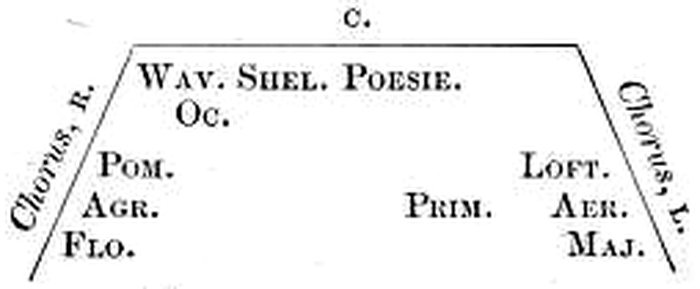 C.
Chorus, R.
WAV. SHEL. POESIE.
OC.
Chorus, L.
POM. LOFT.
AGR. PRIM. AER.
FLO. MAJ.